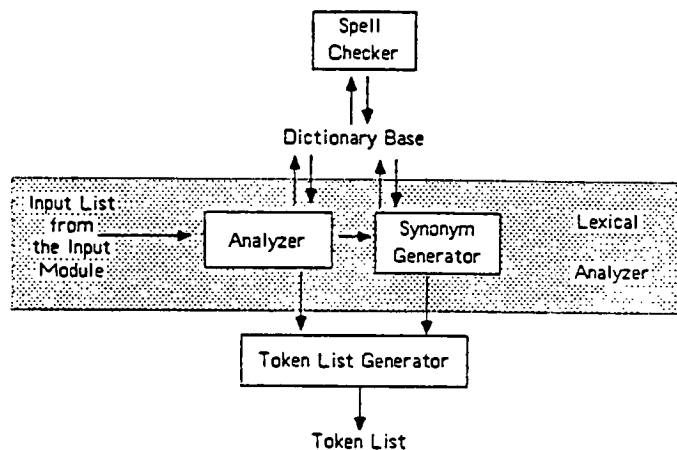 Spell
Checker
Dictionary Base
Input List
from
the Input
Module
Analyzer
Synonym
Generator
Lexical
Analyzer
Token List Generator
Token List